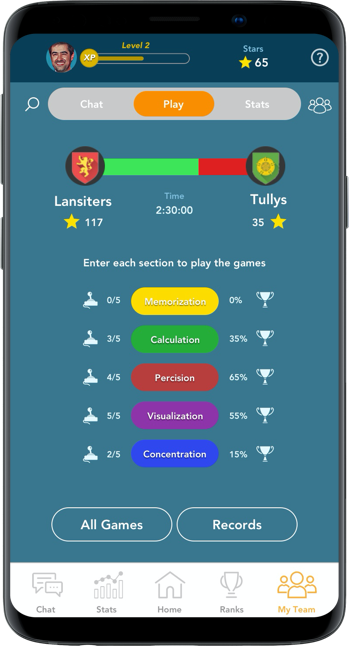 Level 2
XP
Stars
65
?
Chat Play Stats
Lansiters
117
Time
2:30:00
Tullys
35
Enter each section to play the games
0/5 Memorization 0%
3/5 Calculation 35%
4/5 Percision 65%
5/5 Visualization 55%
2/5 Concentration 15%
All Games Records
Chat Stats Home Ranks My Team